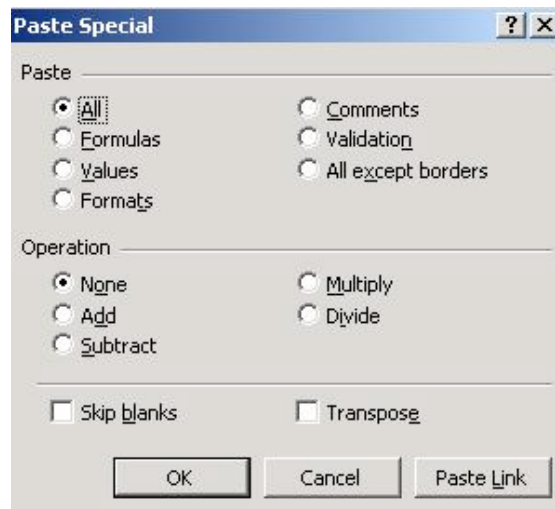 Paste Special
Paste
All
Comments
Formulas
Validation
Values
All except borders
Formats
Operation
None
Multiply
Add
Divide
Subtract
Skip blanks
Transpose
OK
Cancel
Paste Link